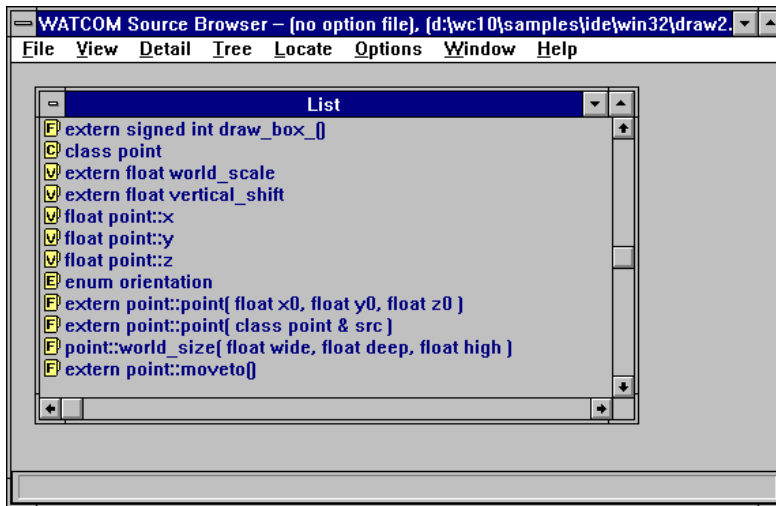 WATCOM Source Browser – (no option file), (d:\wc10\samples\ide\win32\draw2.
File View Detail Tree Locate Options Window Help
List
F extern signed int draw_box_()
C class point
V extern float world_scale
V extern float vertical_shift
V float point::x
V float point::y
V float point::z
E enum orientation
F extern point::point( float x0, float y0, float z0 )
F extern point::point( class point & src )
F point::world_size( float wide, float deep, float high )
F extern point::moveto()